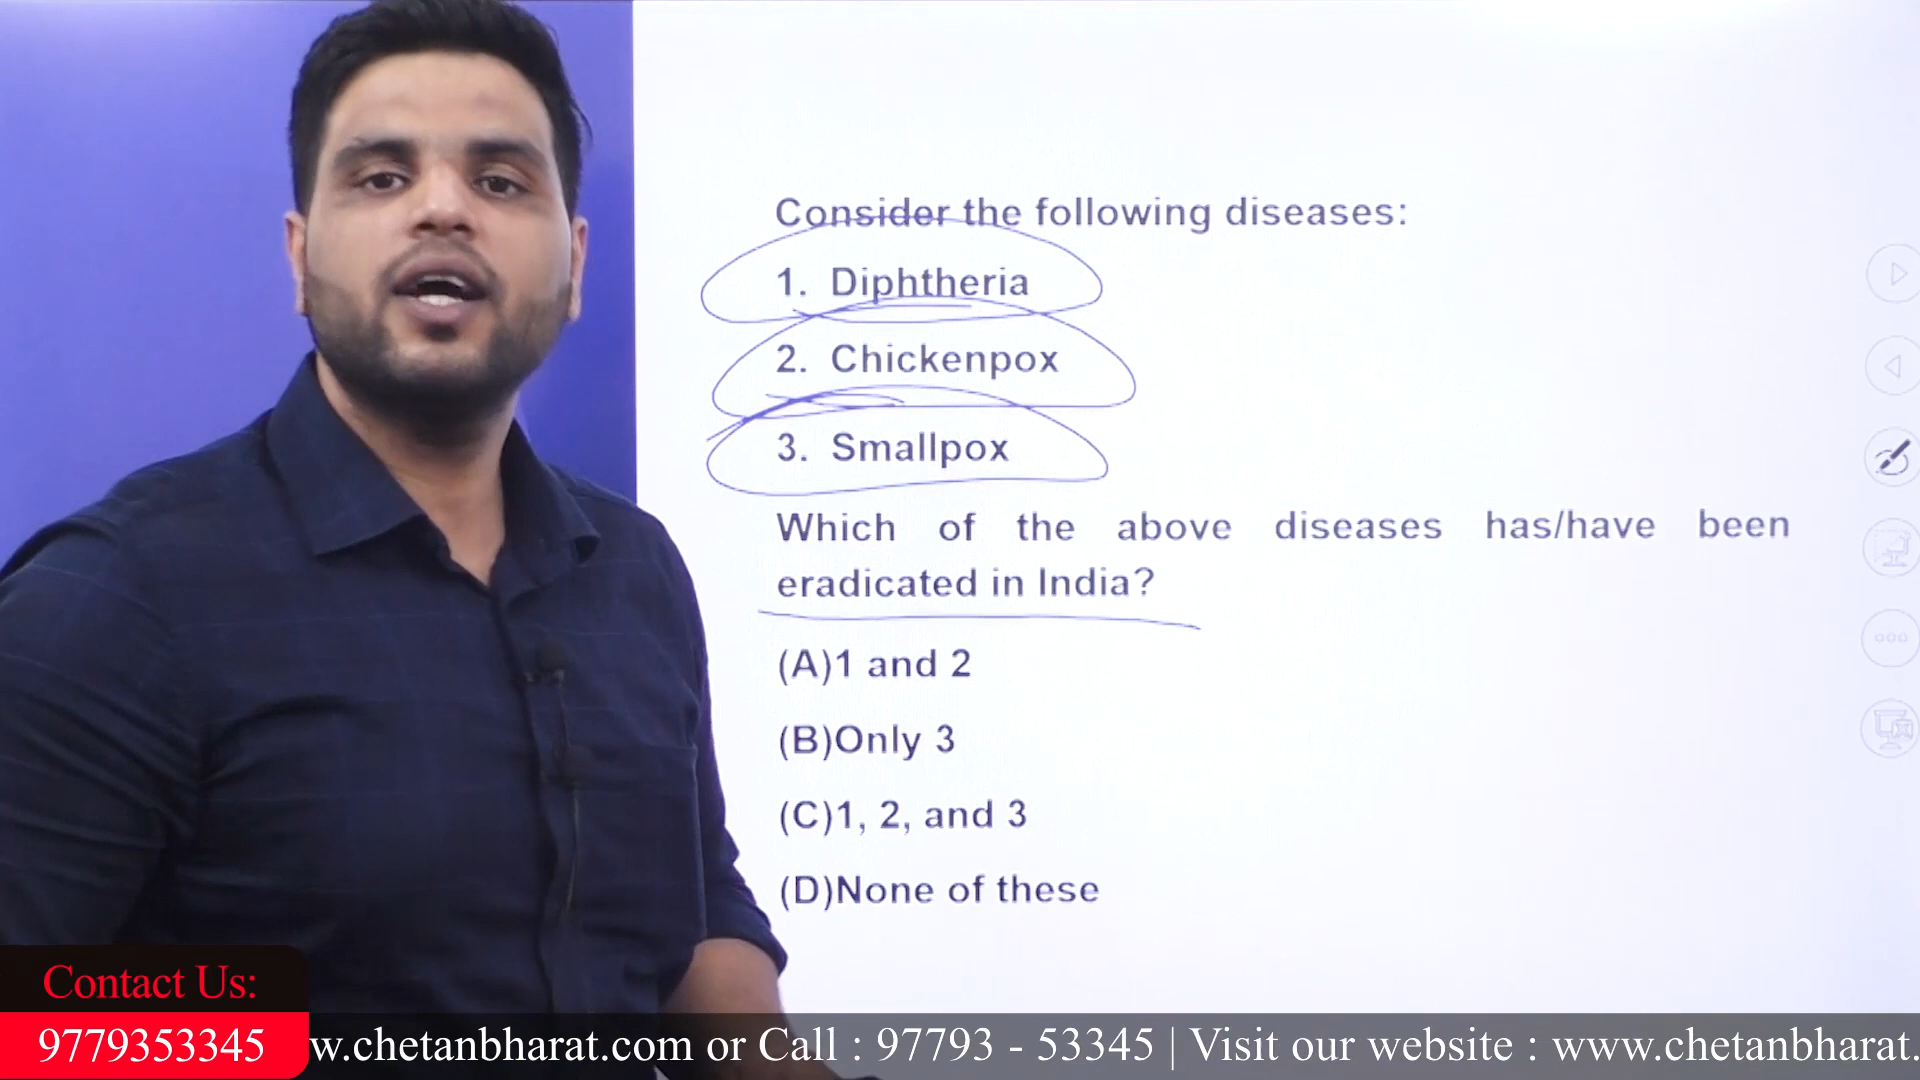 Consider the following diseases:
1. Diphtheria
2. Chickenpox
3. Smallpox
Which of the above diseases has/have been
eradicated in India?
(A)1 and 2
(B)Only 3
(C)1, 2, and 3
(D)None of these
Contact Us:
9779353345
w.chetanbharat.com or Call : 97793 - 53345 | Visit our website : www.chetanbharat.